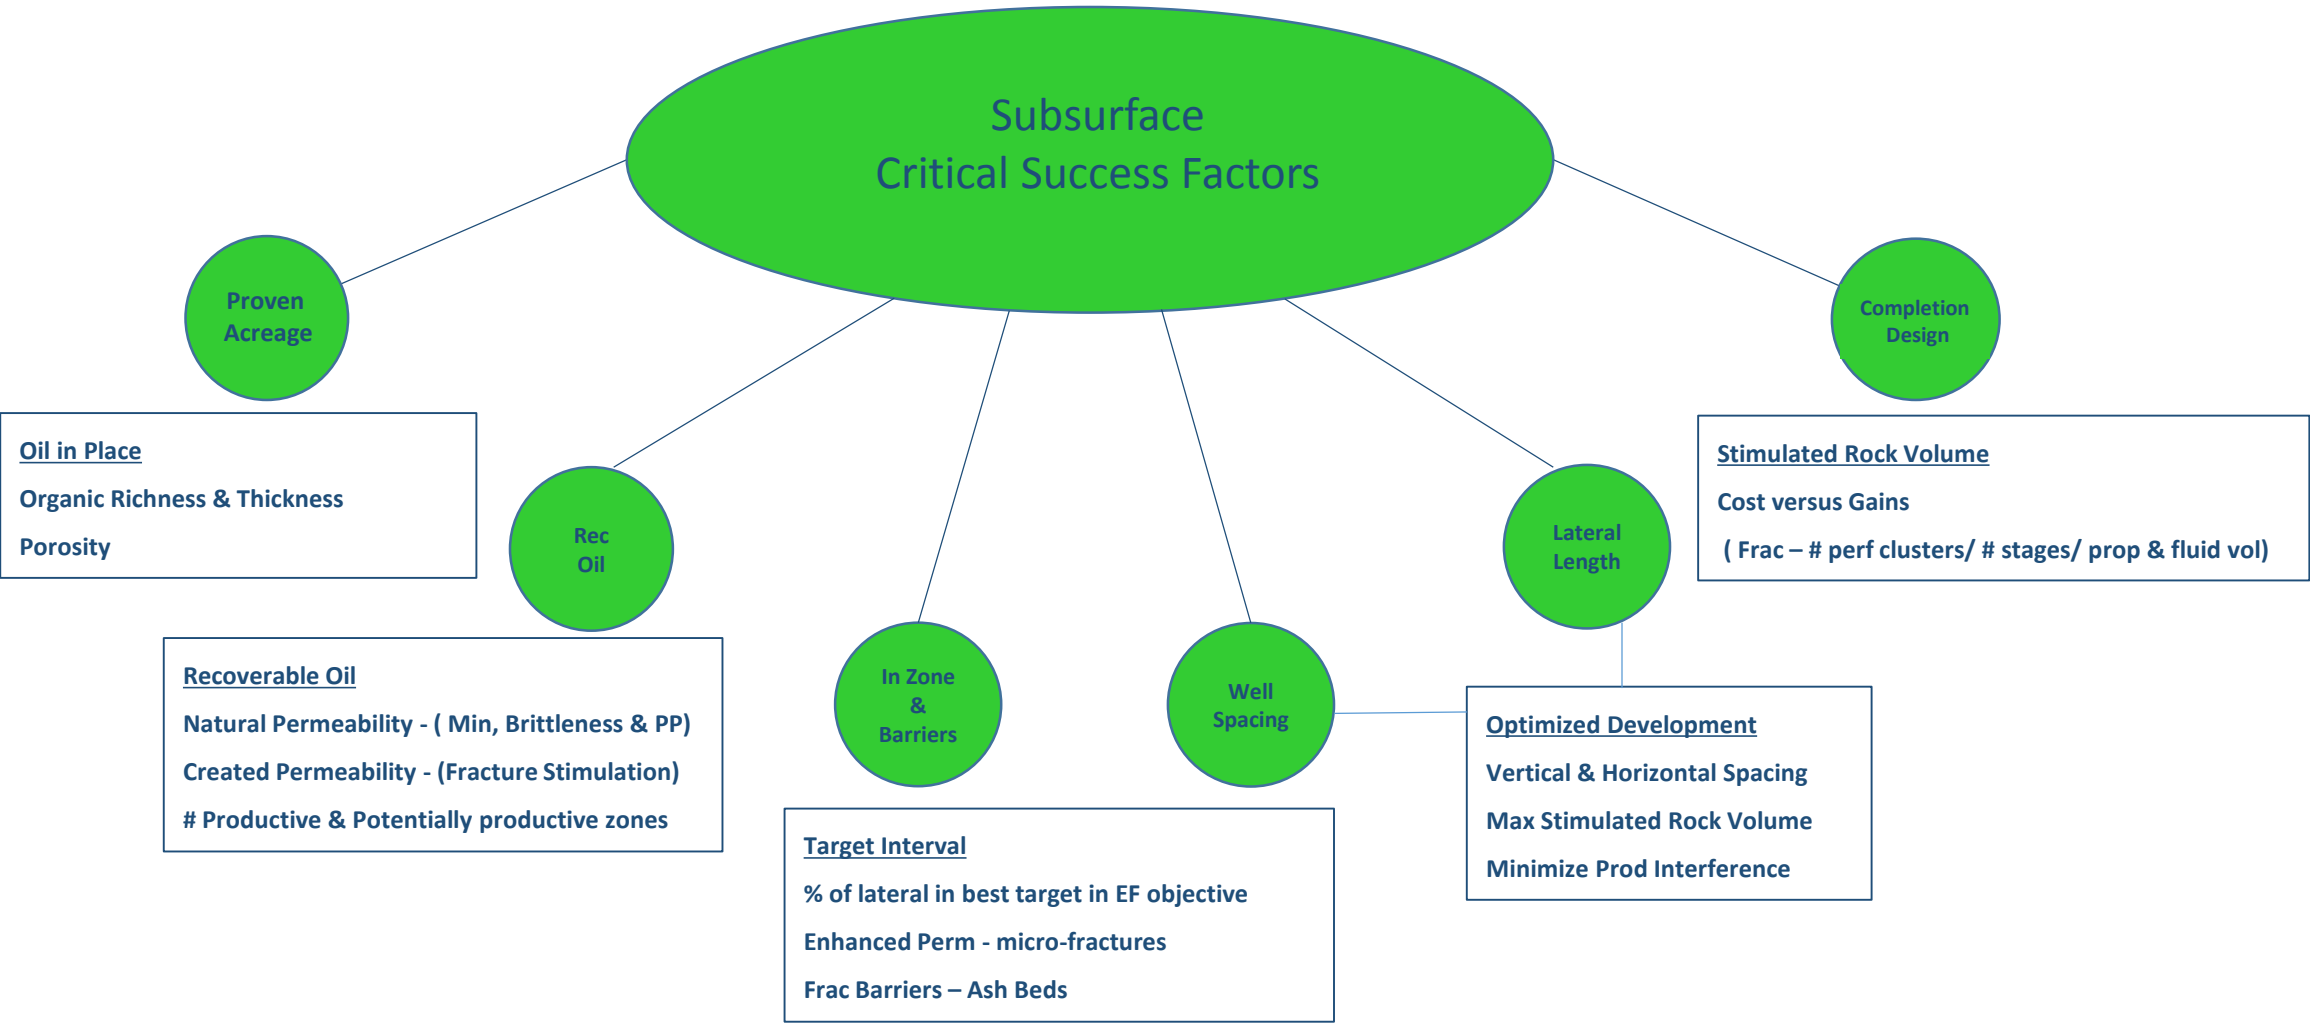 Subsurface
Critical Success Factors
Proven
Acreage
Oil in Place
Organic Richness & Thickness
Porosity
Rec
Oil
Recoverable Oil
Natural Permeability - ( Min, Brittleness & PP)
Created Permeability - (Fracture Stimulation)
# Productive & Potentially productive zones
In Zone
&
Barriers
Target Interval
% of lateral in best target in EF objective
Enhanced Perm - micro-fractures
Frac Barriers – Ash Beds
Well
Spacing
Lateral
Length
Optimized Development
Vertical & Horizontal Spacing
Max Stimulated Rock Volume
Minimize Prod Interference
Completion
Design
Stimulated Rock Volume
Cost versus Gains
( Frac – # perf clusters/ # stages/ prop & fluid vol)